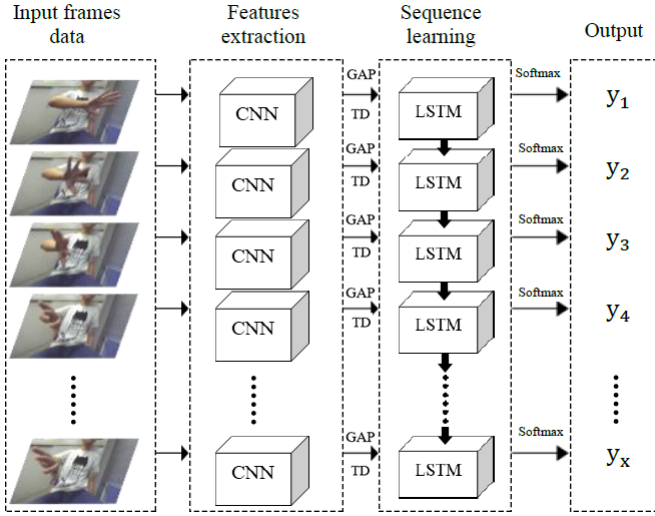 Input frames
data
Features
extraction
Sequence
learning
Output
CNN
GAP
TD
LSTM
Softmax
y₁
CNN
GAP
TD
LSTM
Softmax
y₂
CNN
GAP
TD
LSTM
Softmax
y₃
CNN
GAP
TD
LSTM
Softmax
y₄
CNN
GAP
TD
LSTM
Softmax
yₓ